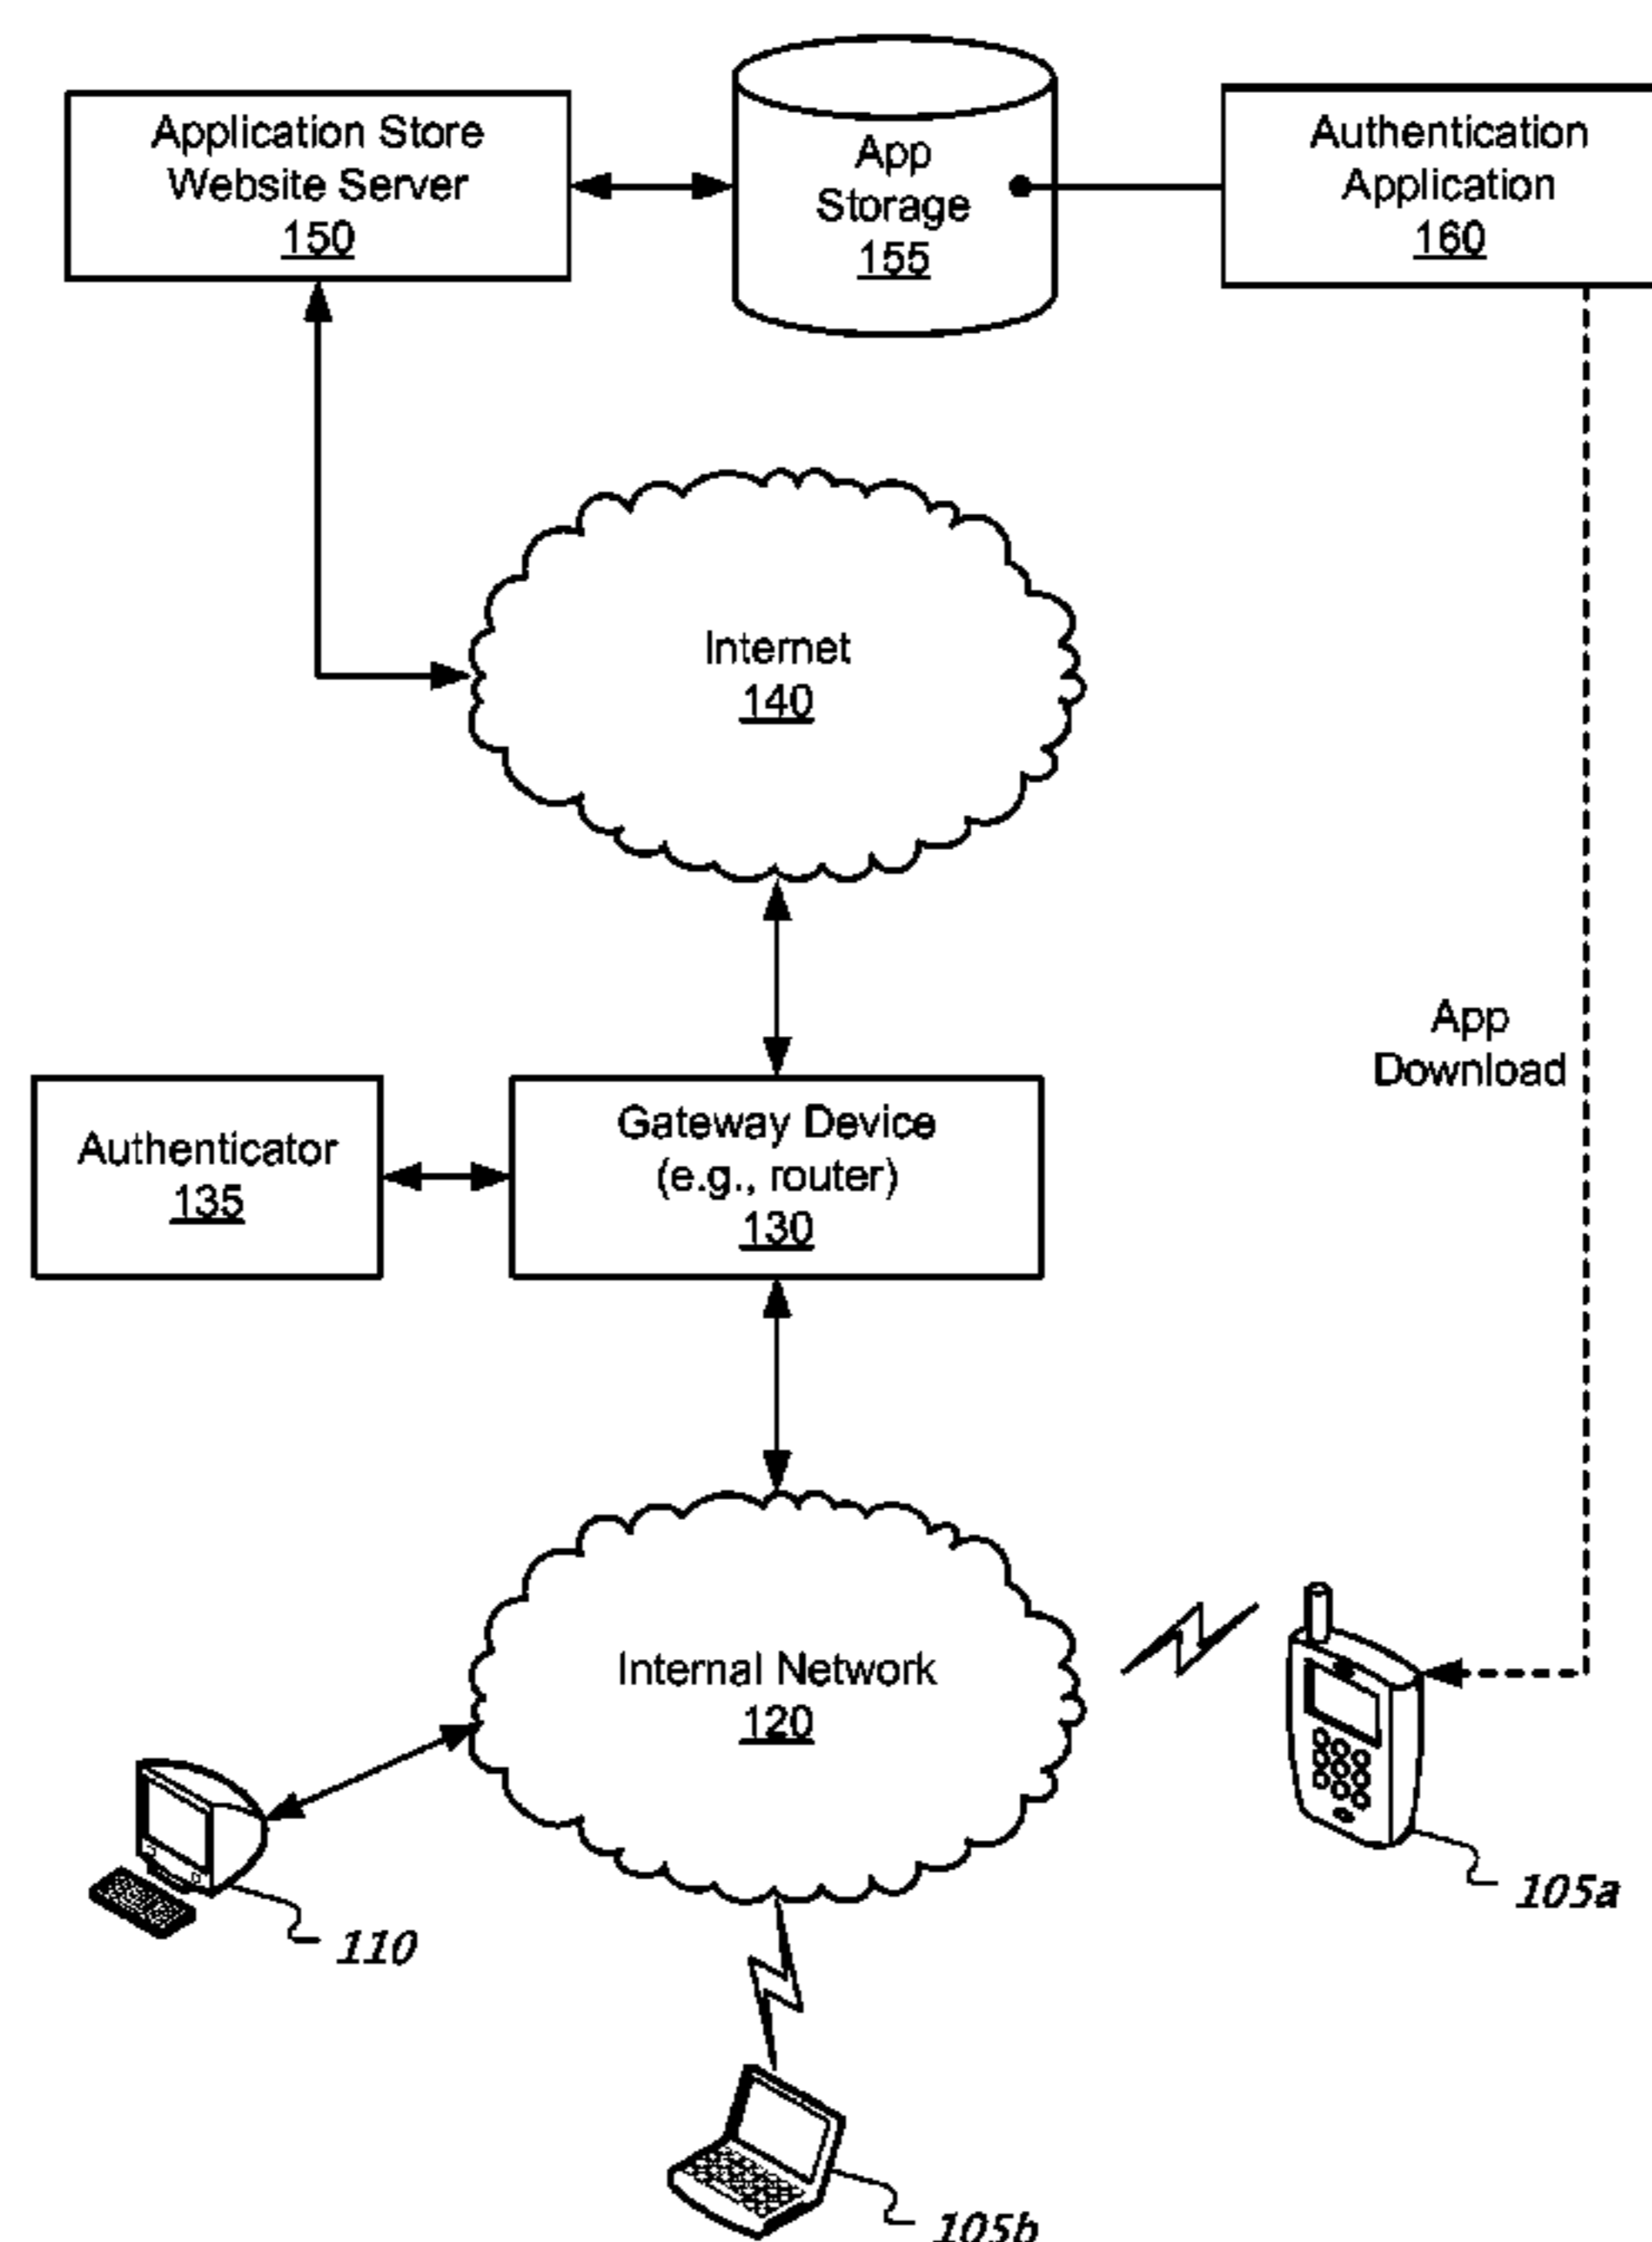 Application Store
Website Server
150
App
Storage
155
Authentication
Application
160
Internet
140
App
Download
Authenticator
135
Gateway Device
(e.g., router)
130
Internal Network
120
105a
110
105b